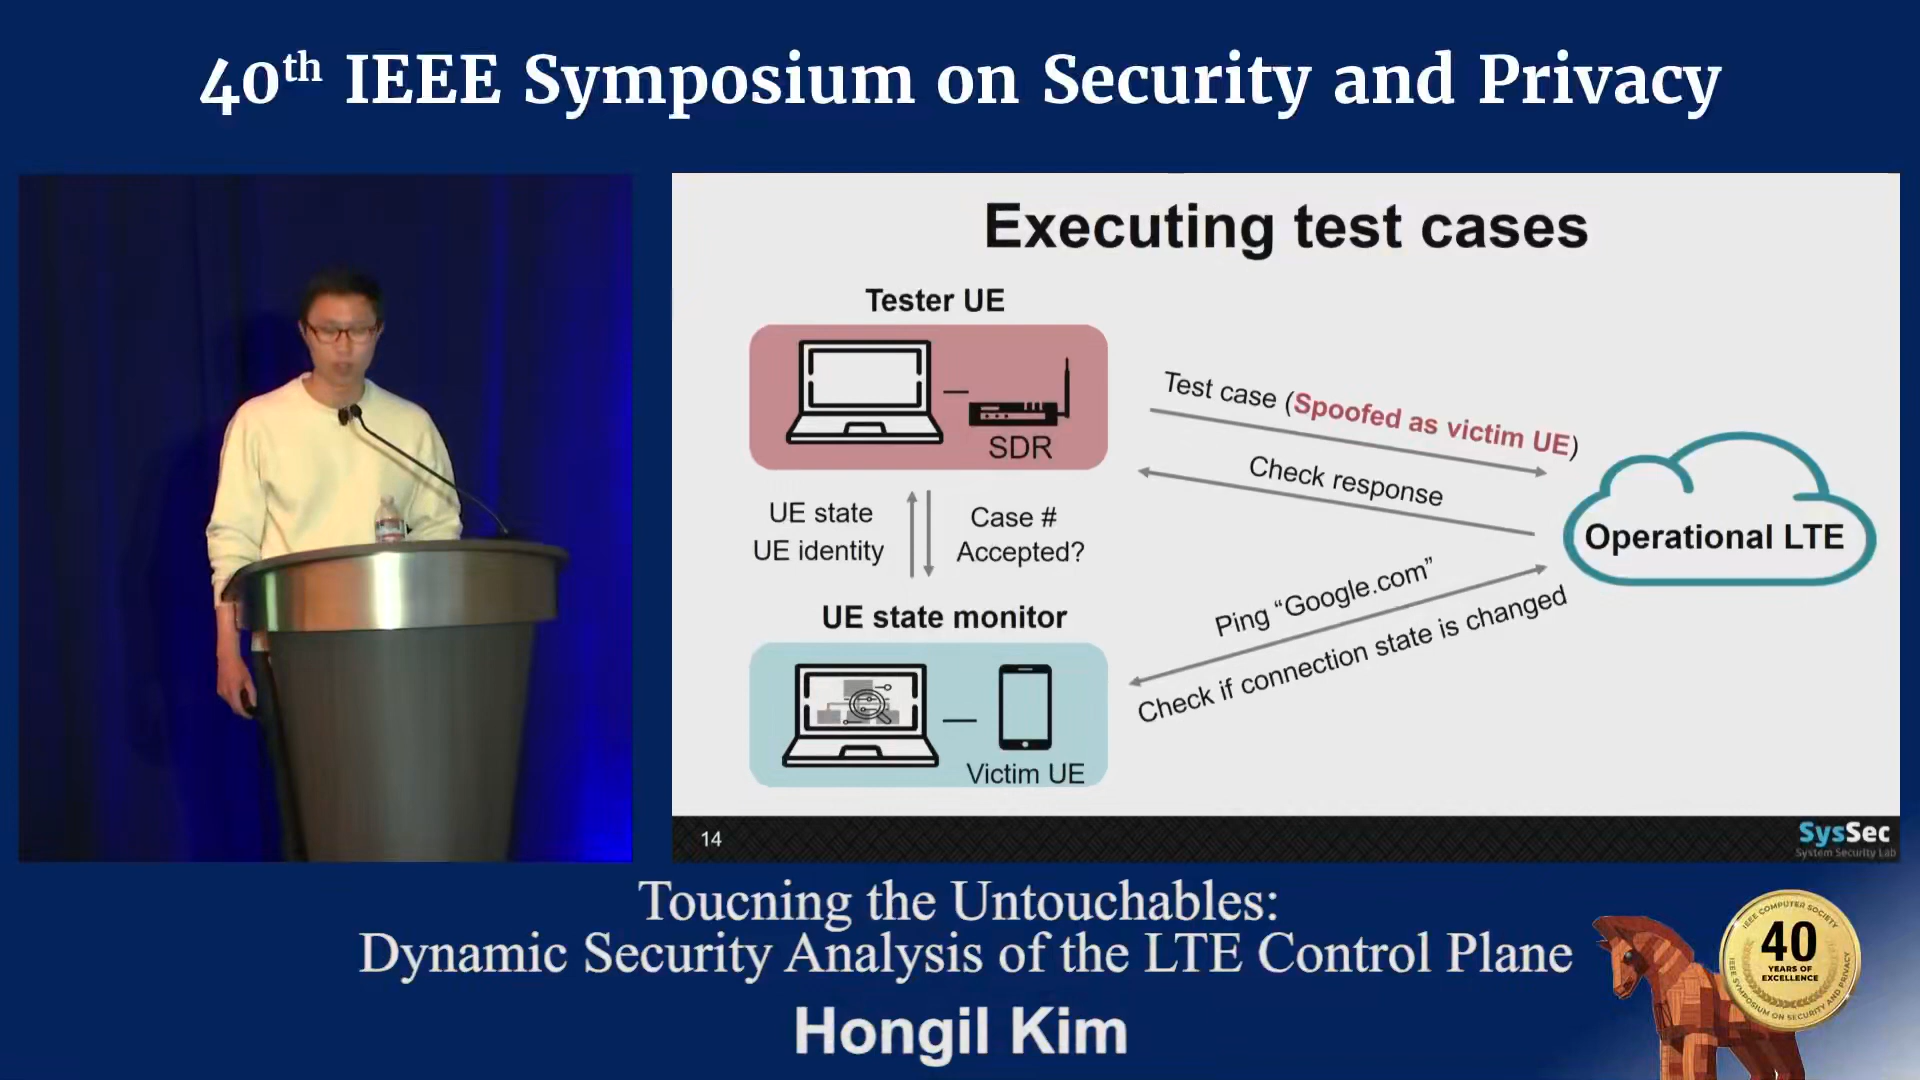 40th IEEE Symposium on Security and Privacy
Executing test cases
Tester UE
SDR
Test case (Spoofed as victim UE)
Check response
UE state
UE identity
Case #
Accepted?
Operational LTE
Ping “Google.com”
Check if connection state is changed
UE state monitor
Victim UE
14
SysSec
System Security Lab
Toucning the Untouchables:
Dynamic Security Analysis of the LTE Control Plane
Hongil Kim
IEEE COMPUTER SOCIETY
40
YEARS OF
EXCELLENCE
IEEE SYMPOSIUM ON SECURITY AND PRIVACY